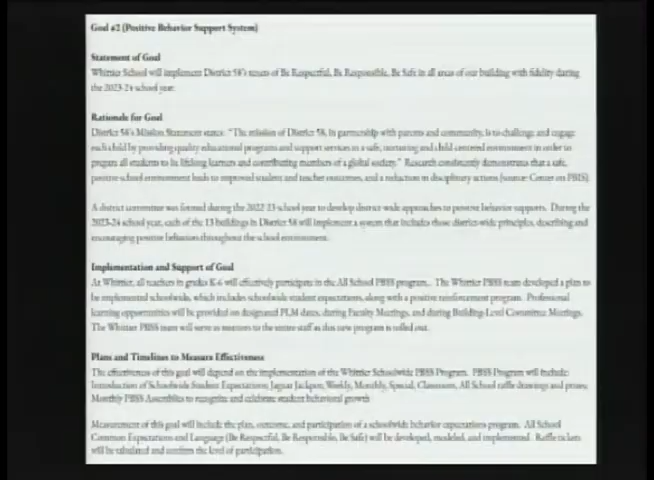 Goal #2 (Positive Behavior Support System)
Statement of Goal
Whittier School will implement District 58's tenets of Be Respectful, Be Responsible, Be Safe in all areas of our building with fidelity during
the 2023-24 school year.
Rationale for Goal
District 58's Mission Statement states: "The mission of District 58, in partnership with parents and community, is to challenge and engage
each child by providing quality educational programs and support services in a safe, nurturing and child centered environment in order to
prepare all students to be lifelong learners and contributing members of a global society." Research consistently demonstrates that a safe,
positive school environment leads to improved student and teacher outcomes, and a reduction in disciplinary actions (source: Center on PBIS)
A district committee was formed during the 2022-23 school year to develop district-wide approaches to positive behavior supports. During the
2023-24 school year, each of the 13 buildings in District 58 will implement a system that includes those district-wide principles, describing and
encouraging positive behaviors throughout the school environment.
Implementation and Support of Goal
At Whittier, all teachers in grades K-6 will effectively participate in the All School PBSS program. The Whittier PBSS team developed a plan to
be implemented schoolwide, which includes schoolwide student expectations, along with a positive reinforcement program. Professional
learning opportunities will be provided on designated PLM dates, during Faculty Meetings, and during Building-Level Committee Meetings.
The Whittier PBSS team will serve as mentors to the entire staff as this new program is rolled out.
Plans and Timelines to Measure Effectiveness
The effectiveness of this goal will depend on the implementation of the Whittier Schoolwide PBSS Program. PBSS Program will include:
Introduction of Schoolwide Student Expectations; Jaguar Jackpot, Weekly, Monthly, Special, Classroom, All School raffle drawings and prizes;
Monthly PBSS Assemblies to recognize and celebrate student behavioral growth
Measurement of this goal will include the plan, outcome, and participation of a schoolwide behavior expectations program. All School
Common Expectations and Language (Be Respectful, Be Responsible, Be Safe) will be developed, modeled, and implemented. Raffle tickets
will be tabulated and confirm the level of participation.